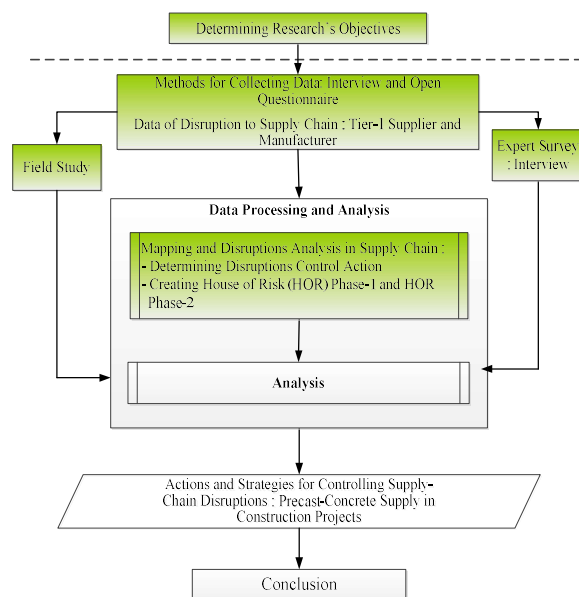 Determining Research's Objectives
Methods for Collecting Data: Interview and Open
Questionnaire
Data of Disruption to Supply Chain : Tier-1 Supplier and
Manufacturer
Field Study
Expert Survey
: Interview
Data Processing and Analysis
Mapping and Disruptions Analysis in Supply Chain :
- Determining Disruptions Control Action
- Creating House of Risk (HOR) Phase-1 and HOR
Phase-2
Analysis
Actions and Strategies for Controlling Supply-
Chain Disruptions : Precast-Concrete Supply in
Construction Projects
Conclusion